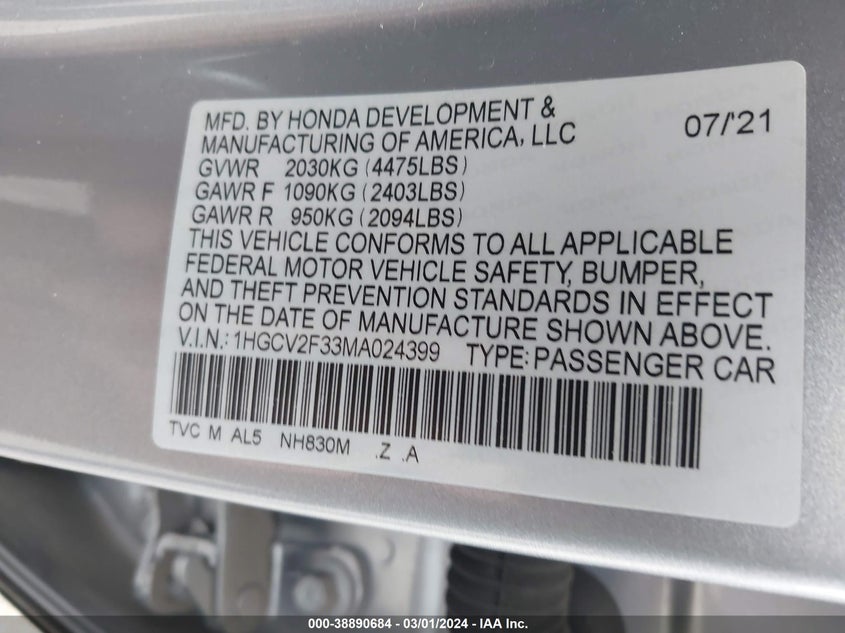 MFD. BY HONDA DEVELOPMENT &
MANUFACTURING OF AMERICA, LLC 07/'21
GVWR 2030KG (4475LBS)
GAWR F 1090KG (2403LBS)
GAWR R 950KG (2094LBS)
THIS VEHICLE CONFORMS TO ALL APPLICABLE
FEDERAL MOTOR VEHICLE SAFETY, BUMPER,
AND THEFT PREVENTION STANDARDS IN EFFECT
ON THE DATE OF MANUFACTURE SHOWN ABOVE.
V.I.N.: 1HGCV2F33MA024399 TYPE: PASSENGER CAR
TVC M AL5 NH830M .Z .A
000-38890684 - 03/01/2024 - IAA Inc.